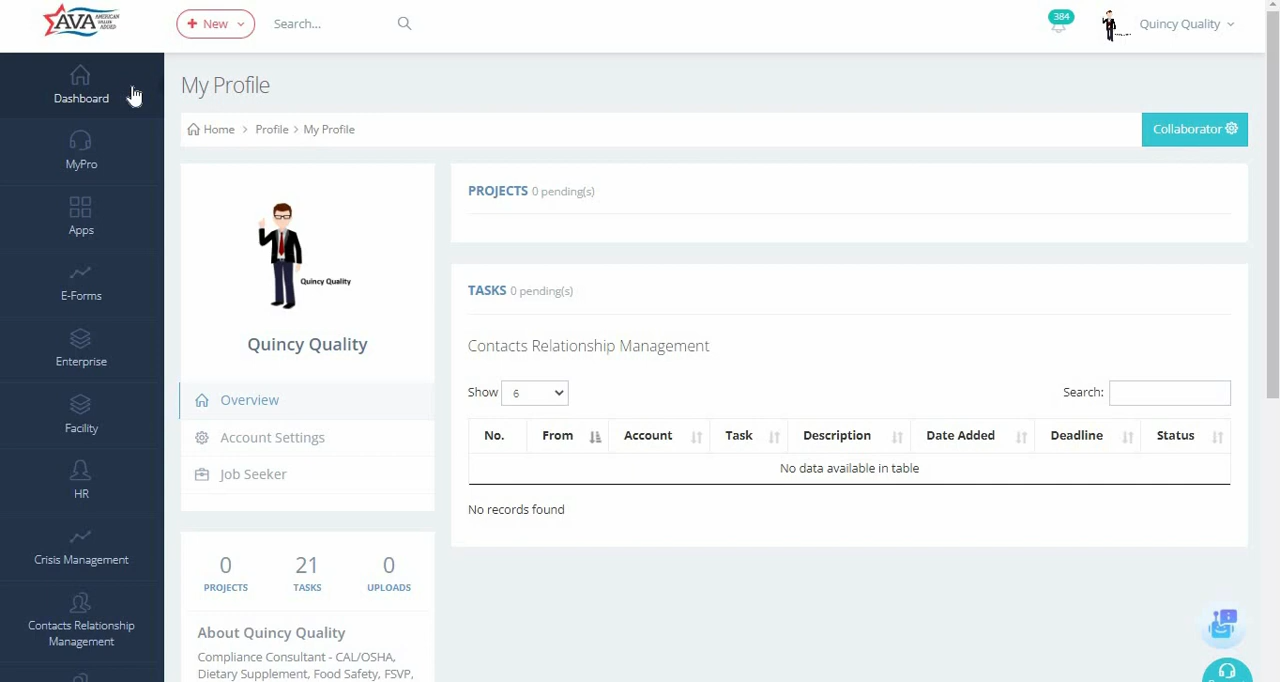 AVA AMERICAN VALUE ADDED
New
Search...
384
Quincy Quality
Dashboard
MyPro
Apps
E-Forms
Enterprise
Facility
HR
Crisis Management
Contacts Relationship
Management
My Profile
Home > Profile > My Profile
Collaborator
Quincy Quality
Quincy Quality
Overview
Account Settings
Job Seeker
0 21 0
PROJECTS TASKS UPLOADS
About Quincy Quality
Compliance Consultant - CAL/OSHA,
Dietary Supplement, Food Safety, FSVP,
PROJECTS 0 pending(s)
TASKS 0 pending(s)
Contacts Relationship Management
Show 6
Search:
No. From Account Task Description Date Added Deadline Status
No data available in table
No records found